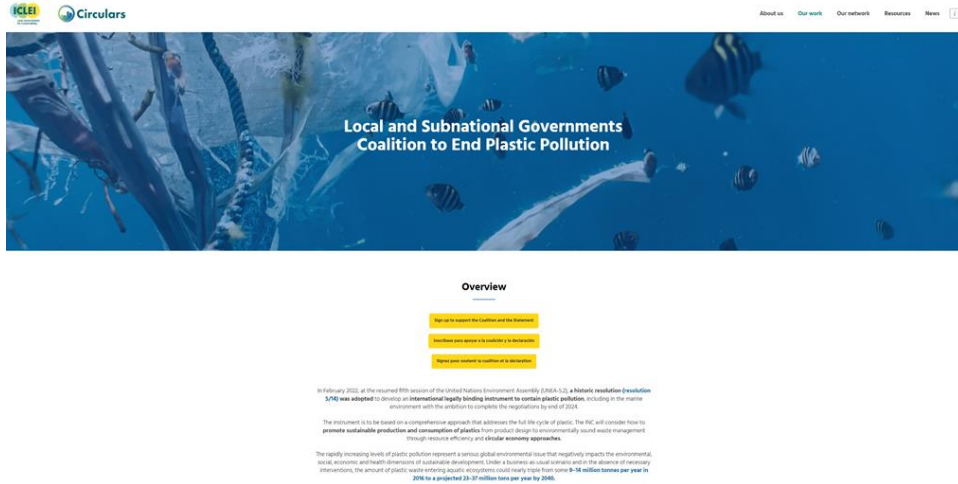 ICLEI
Circulars
About us Our work Our network Resources News
Local and Subnational Governments
Coalition to End Plastic Pollution
Overview
Sign up to support the Coalition and the Statement
Inscríbase para apoyar a la coalición y la declaración
Signez pour soutenir la coalition et la déclaration
In February 2022, at the resumed fifth session of the United Nations Environment Assembly (UNEA-5.2), a historic resolution (resolution
5/14) was adopted to develop an international legally binding instrument to contain plastic pollution, including in the marine
environment with the ambition to complete the negotiations by end of 2024.
The instrument is to be based on a comprehensive approach that addresses the full life cycle of plastic. The INC will consider how to
promote sustainable production and consumption of plastics from product design to environmentally sound waste management
through resource efficiency and circular economy approaches.
The rapidly increasing levels of plastic pollution represent a serious global environmental issue that negatively impacts the environmental,
social, economic and health dimensions of sustainable development. Under a business as usual scenario and in the absence of necessary
interventions, the amount of plastic waste entering aquatic ecosystems could nearly triple from some 9–14 million tonnes per year in
2016 to a projected 23–37 million tons per year by 2040.